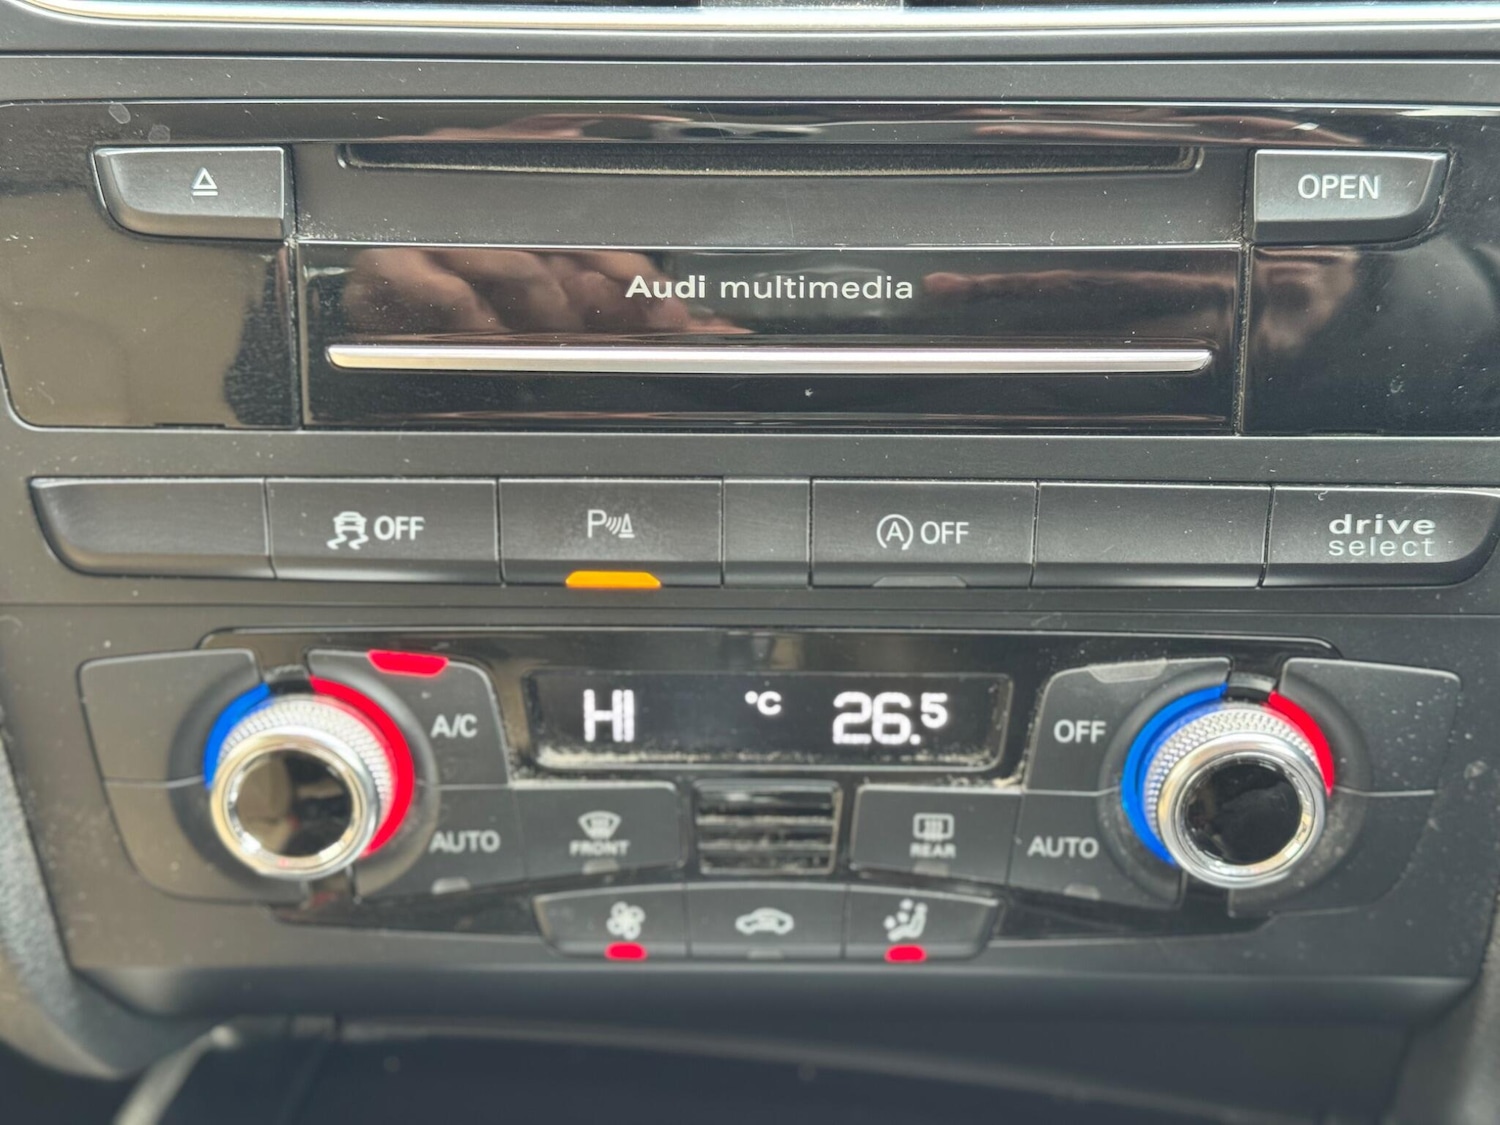 OPEN
Audi multimedia
OFF
P
A OFF
drive
select
HI °C 26.5
A/C
OFF
AUTO
FRONT
REAR
AUTO